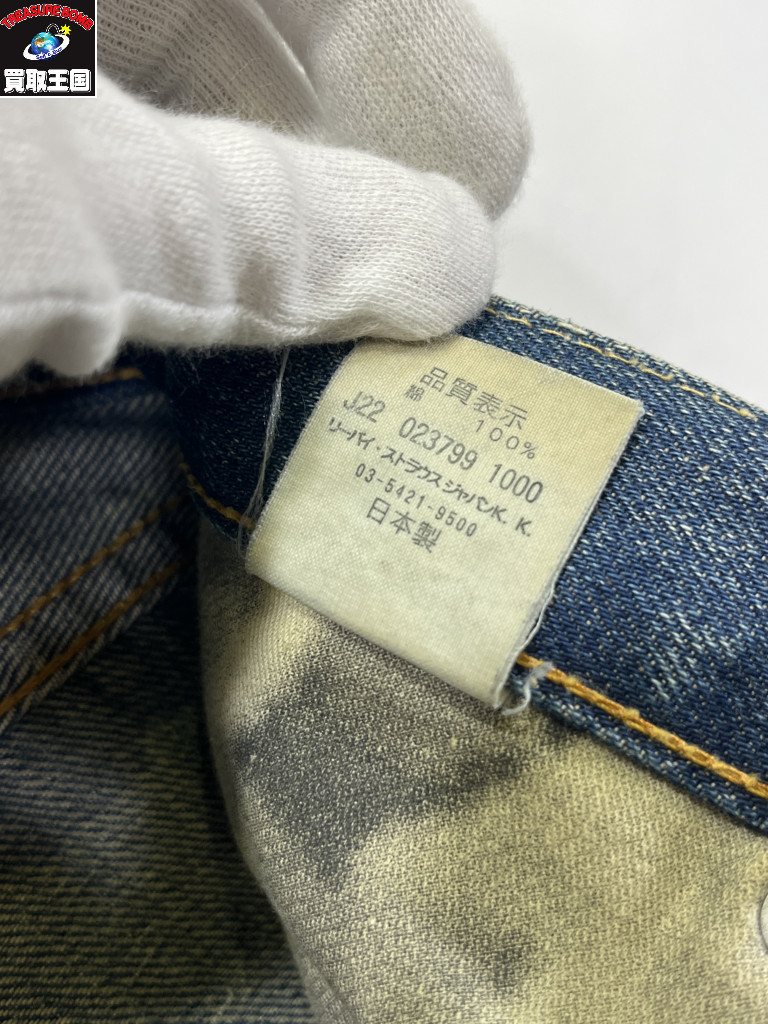 TREASURE BOMB
買取王国
品質表示
綿 100%
J22 023799 1000
リーバイ・ストラウス ジャパンK. K.
03-5421-9500
日本製